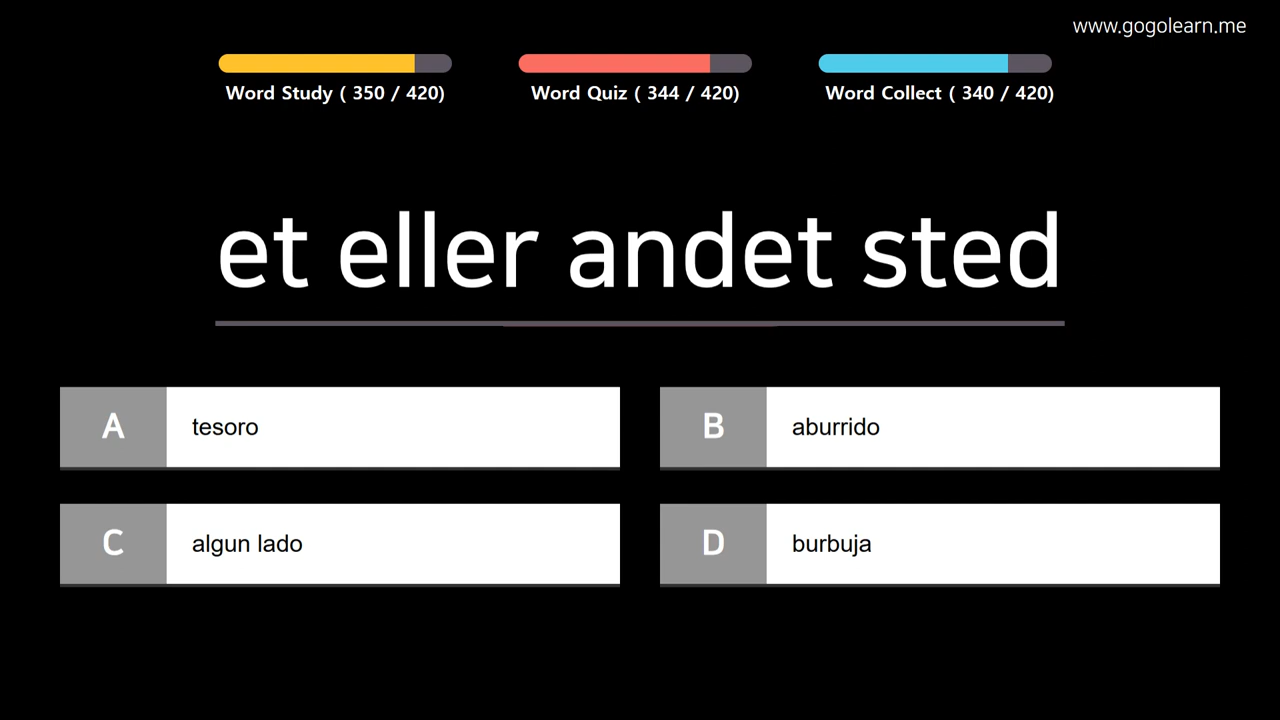 www.gogolearn.me
Word Study ( 350 / 420)
Word Quiz ( 344 / 420)
Word Collect ( 340 / 420)
et eller andet sted
A tesoro
B aburrido
C algun lado
D burbuja